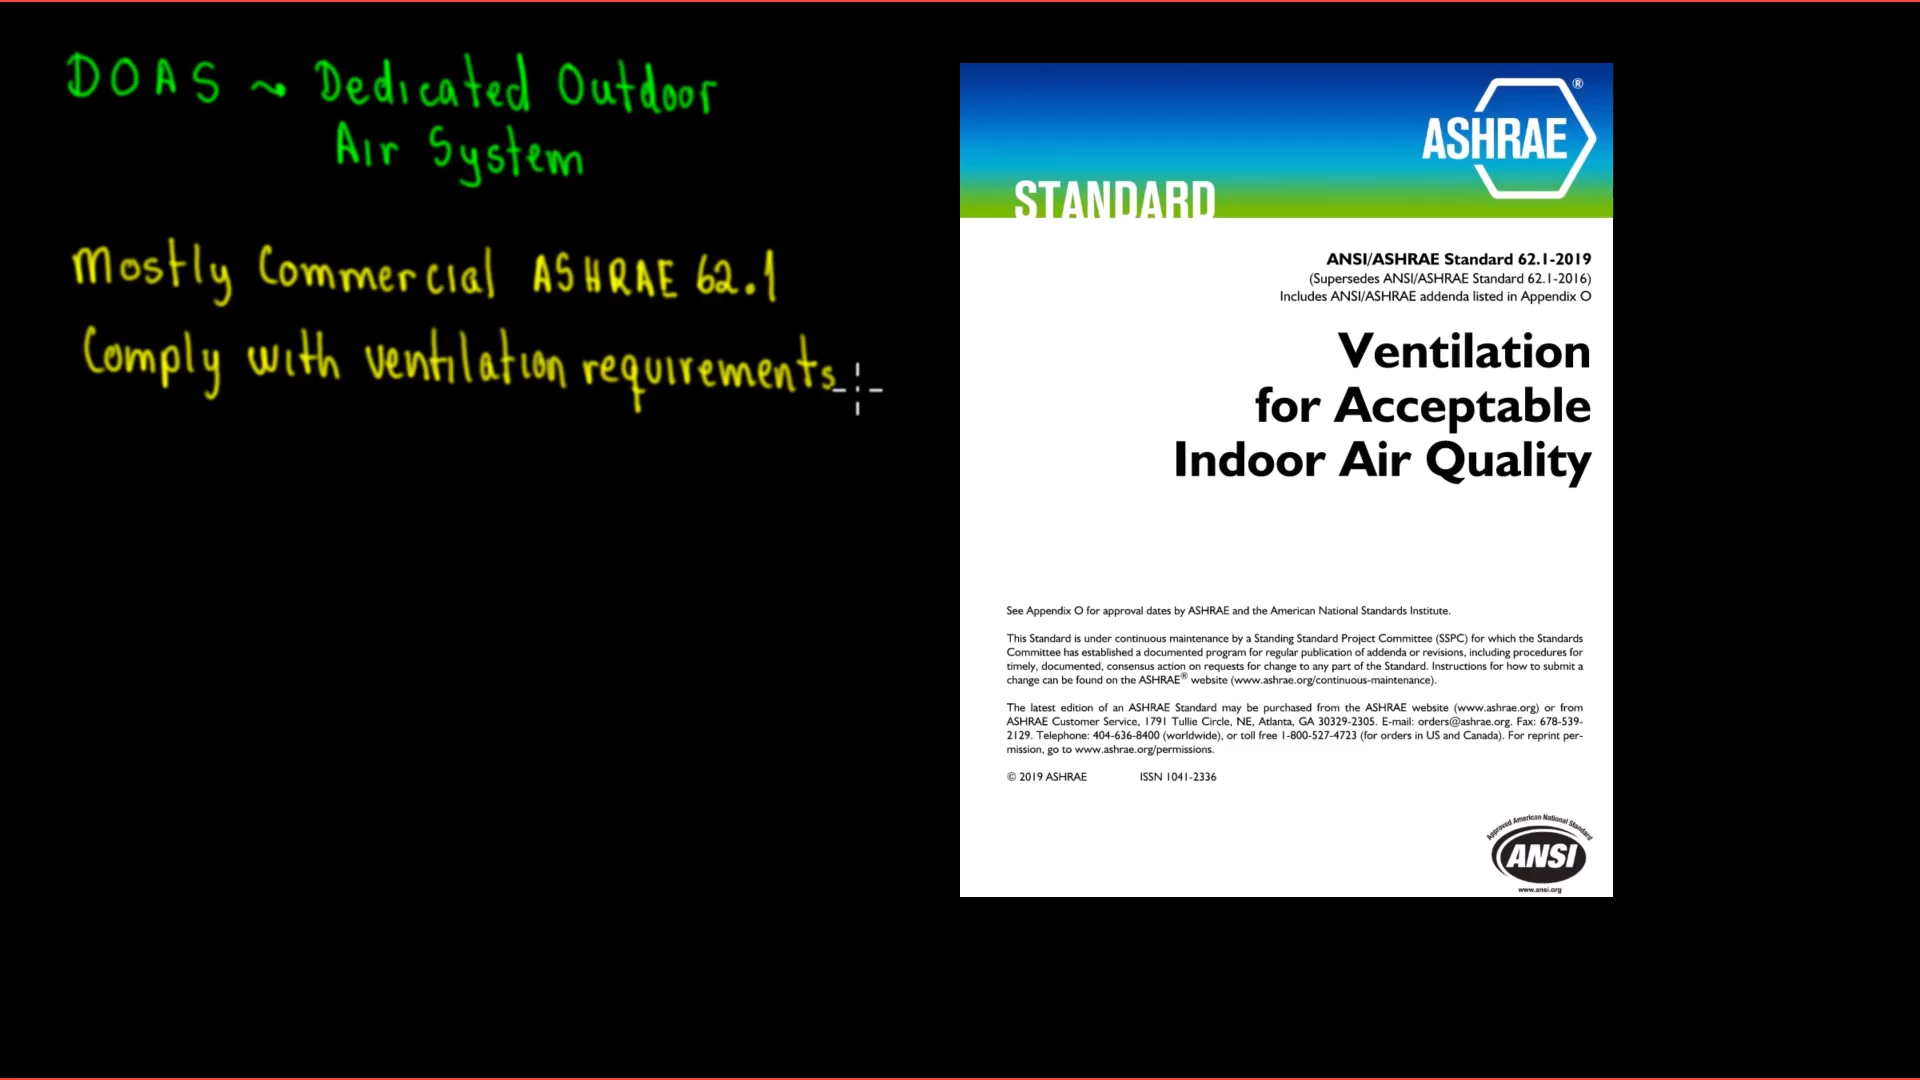 DOAS ~ Dedicated Outdoor
Air System
Mostly Commercial ASHRAE 62.1
Comply with ventilation requirements
ASHRAE®
STANDARD
ANSI/ASHRAE Standard 62.1-2019
(Supersedes ANSI/ASHRAE Standard 62.1-2016)
Includes ANSI/ASHRAE addenda listed in Appendix O
Ventilation
for Acceptable
Indoor Air Quality
See Appendix O for approval dates by ASHRAE and the American National Standards Institute.
This Standard is under continuous maintenance by a Standing Standard Project Committee (SSPC) for which the Standards
Committee has established a documented program for regular publication of addenda or revisions, including procedures for
timely, documented, consensus action on requests for change to any part of the Standard. Instructions for how to submit a
change can be found on the ASHRAE® website (www.ashrae.org/continuous-maintenance).
The latest edition of an ASHRAE Standard may be purchased from the ASHRAE website (www.ashrae.org) or from
ASHRAE Customer Service, 1791 Tullie Circle, NE, Atlanta, GA 30329-2305. E-mail: orders@ashrae.org. Fax: 678-539-
2129. Telephone: 404-636-8400 (worldwide), or toll free 1-800-527-4723 (for orders in US and Canada). For reprint per-
mission, go to www.ashrae.org/permissions.
© 2019 ASHRAE ISSN 1041-2336
Approved American National Standard
ANSI
www.ansi.org